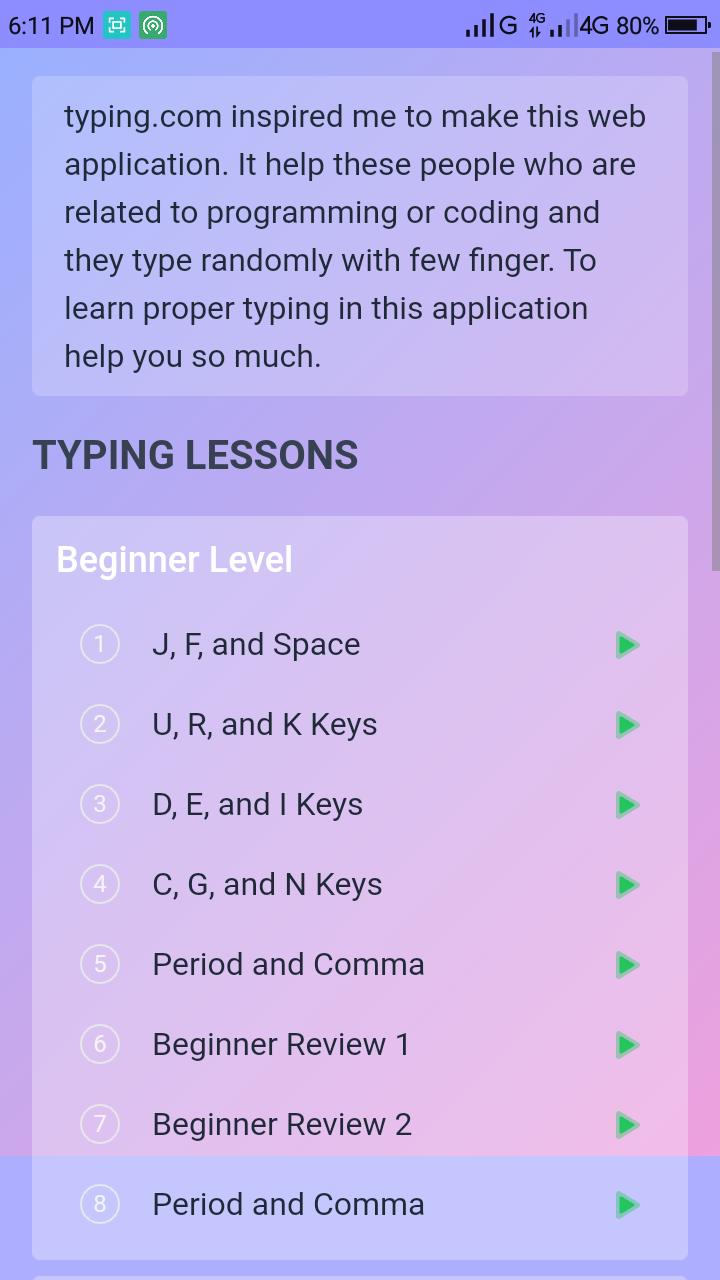 6:11 PM G 4G 4G 80%
typing.com inspired me to make this web
application. It help these people who are
related to programming or coding and
they type randomly with few finger. To
learn proper typing in this application
help you so much.
TYPING LESSONS
Beginner Level
1 J, F, and Space
2 U, R, and K Keys
3 D, E, and I Keys
4 C, G, and N Keys
5 Period and Comma
6 Beginner Review 1
7 Beginner Review 2
8 Period and Comma